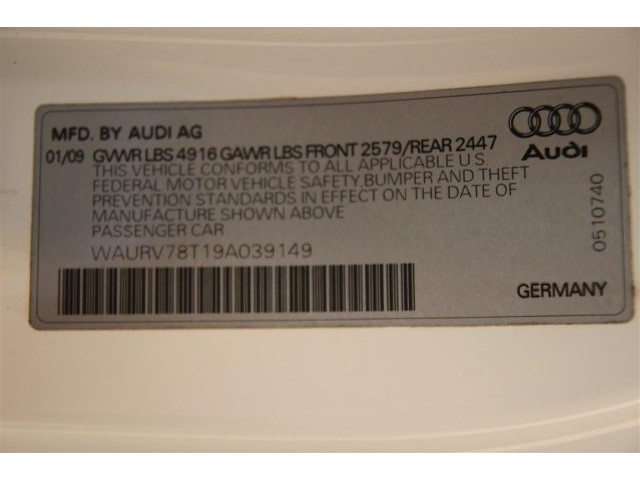 MFD. BY AUDI AG
01/09 GVWR LBS 4916 GAWR LBS FRONT 2579/REAR 2447
THIS VEHICLE CONFORMS TO ALL APPLICABLE U.S.
FEDERAL MOTOR VEHICLE SAFETY, BUMPER AND THEFT
PREVENTION STANDARDS IN EFFECT ON THE DATE OF
MANUFACTURE SHOWN ABOVE
PASSENGER CAR
WAURV78T19A039149
Audi
0510740
GERMANY